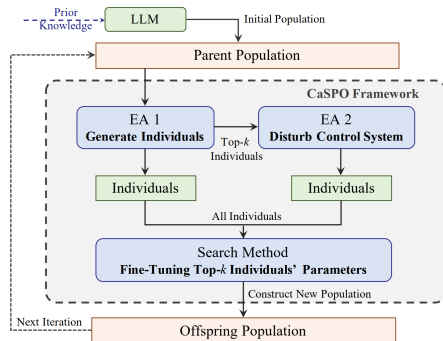 Prior
Knowledge
LLM
Initial Population
Parent Population
CaSPO Framework
EA 1
Generate Individuals
Top-k
Individuals
EA 2
Disturb Control System
Individuals
Individuals
All Individuals
Search Method
Fine-Tuning Top-k Individuals' Parameters
Construct New Population
Next Iteration
Offspring Population